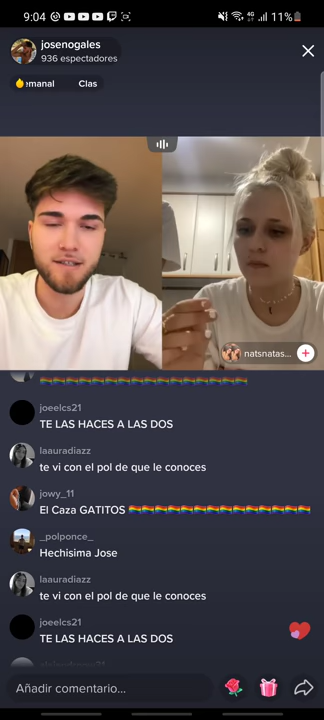 9:04
4G
11%
josenogales
936 espectadores
emanal Clas
natsnatas...
joeelcs21
TE LAS HACES A LAS DOS
laauradiazz
te vi con el pol de que le conoces
jowy_11
El Caza GATITOS 🏳️‍🌈🏳️‍🌈🏳️‍🌈🏳️‍🌈🏳️‍🌈🏳️‍🌈🏳️‍🌈🏳️‍🌈🏳️‍🌈🏳️‍🌈🏳️‍🌈🏳️‍🌈🏳️‍🌈🏳️‍🌈
_polponce_
Hechisima Jose
laauradiazz
te vi con el pol de que le conoces
joeelcs21
TE LAS HACES A LAS DOS
Añadir comentario...